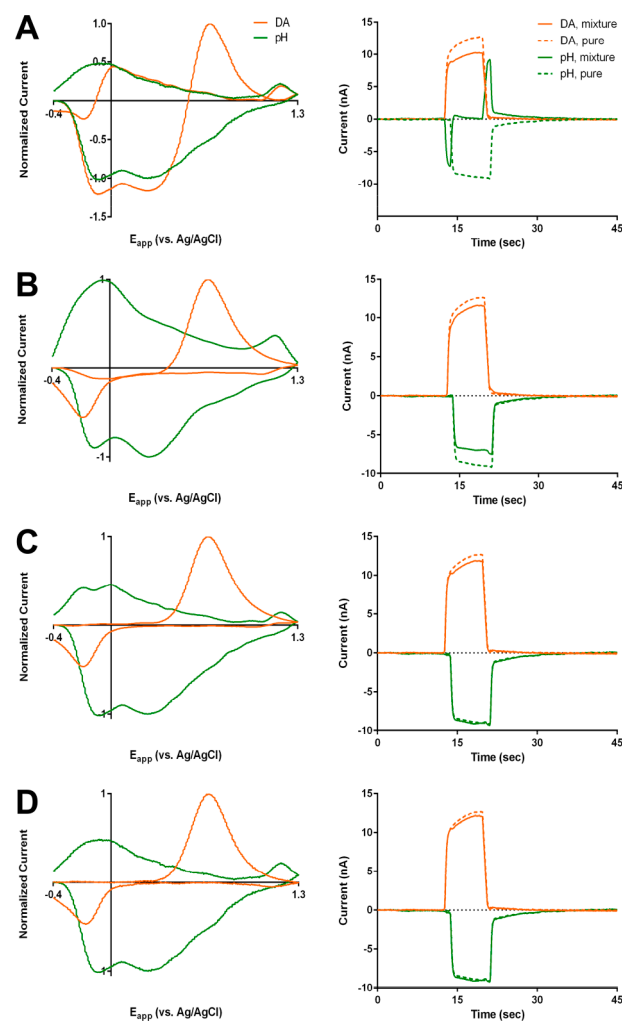 A
DA
pH
Normalized Current
1.0
0.5
-0.4
1.3
-0.5
-1.0
-1.5
E_app (vs. Ag/AgCl)
DA, mixture
DA, pure
pH, mixture
pH, pure
Current (nA)
15
10
5
0
-5
-10
-15
0
15
30
45
Time (sec)
B
Normalized Current
1
-0.4
1.3
-1
E_app (vs. Ag/AgCl)
Current (nA)
15
10
5
0
-5
-10
0
15
30
45
Time (sec)
C
Normalized Current
1
-0.4
1.3
-1
E_app (vs. Ag/AgCl)
Current (nA)
15
10
5
0
-5
-10
0
15
30
45
Time (sec)
D
Normalized Current
1
-0.4
1.3
-1
E_app (vs. Ag/AgCl)
Current (nA)
15
10
5
0
-5
-10
0
15
30
45
Time (sec)